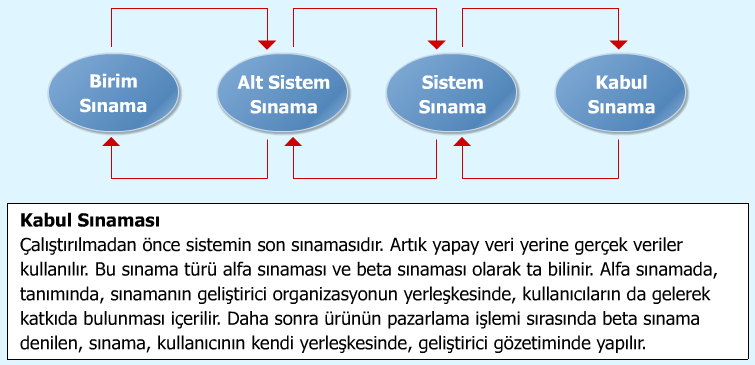 Birim
Sınama
Alt Sistem
Sınama
Sistem
Sınama
Kabul
Sınama
Kabul Sınaması
Çalıştırılmadan önce sistemin son sınamasıdır. Artık yapay veri yerine gerçek veriler
kullanılır. Bu sınama türü alfa sınaması ve beta sınaması olarak ta bilinir. Alfa sınamada,
tanımında, sınamanın geliştirici organizasyonun yerleşkesinde, kullanıcıların da gelerek
katkıda bulunması içerilir. Daha sonra ürünün pazarlama işlemi sırasında beta sınama
denilen, sınama, kullanıcının kendi yerleşkesinde, geliştirici gözetiminde yapılır.